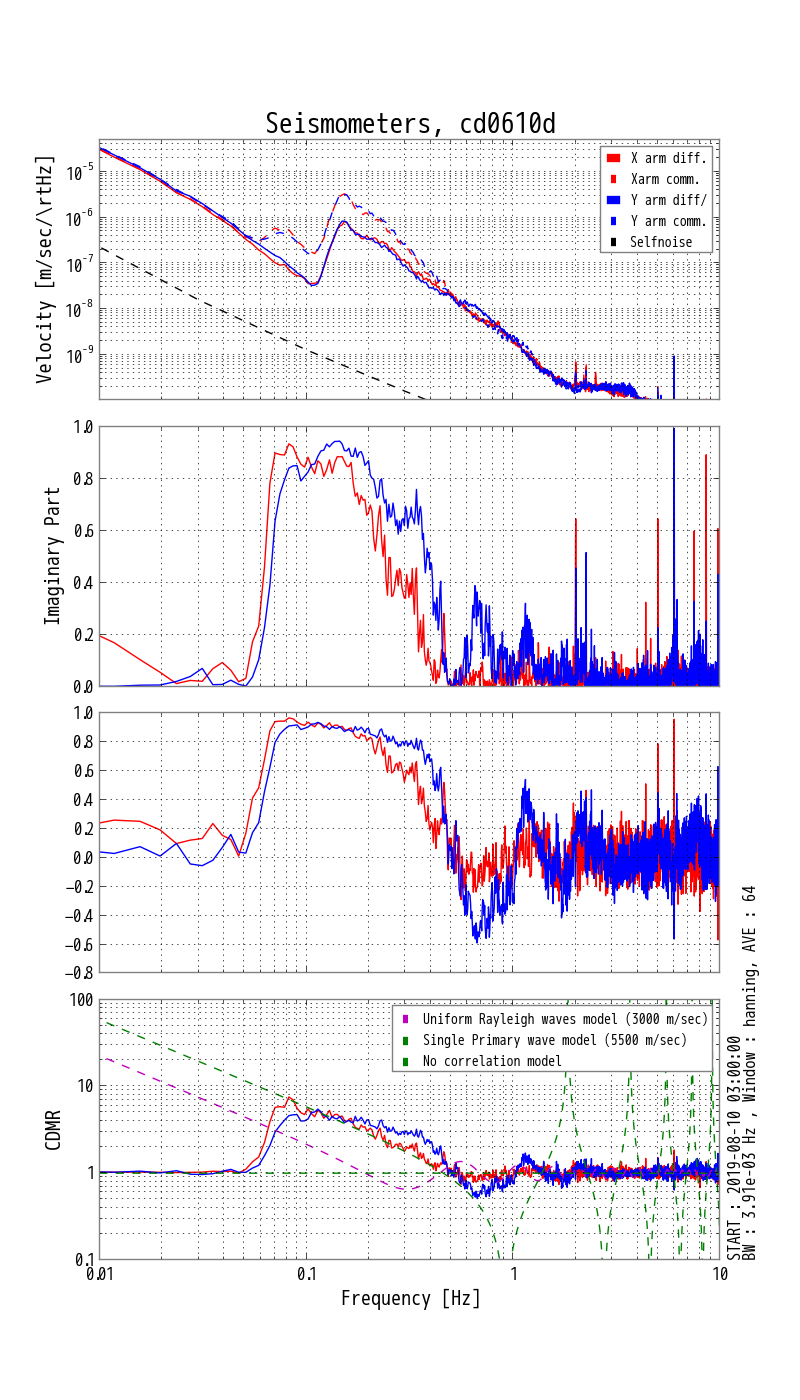 Seismometers, cd0610d
Velocity [m/sec/\rtHz]
10^-5
10^-6
10^-7
10^-8
10^-9
X arm diff.
Xarm comm.
Y arm diff/
Y arm comm.
Selfnoise
Imaginary Part
1.0
0.8
0.6
0.4
0.2
0.0
1.0
0.8
0.6
0.4
0.2
0.0
−0.2
−0.4
−0.6
−0.8
CDMR
100
10
1
0.1
Uniform Rayleigh waves model (3000 m/sec)
Single Primary wave model (5500 m/sec)
No correlation model
0.01
0.1
1
10
Frequency [Hz]
START : 2019-08-10 03:00:00
BW : 3.91e-03 Hz , Window : hanning, AVE : 64